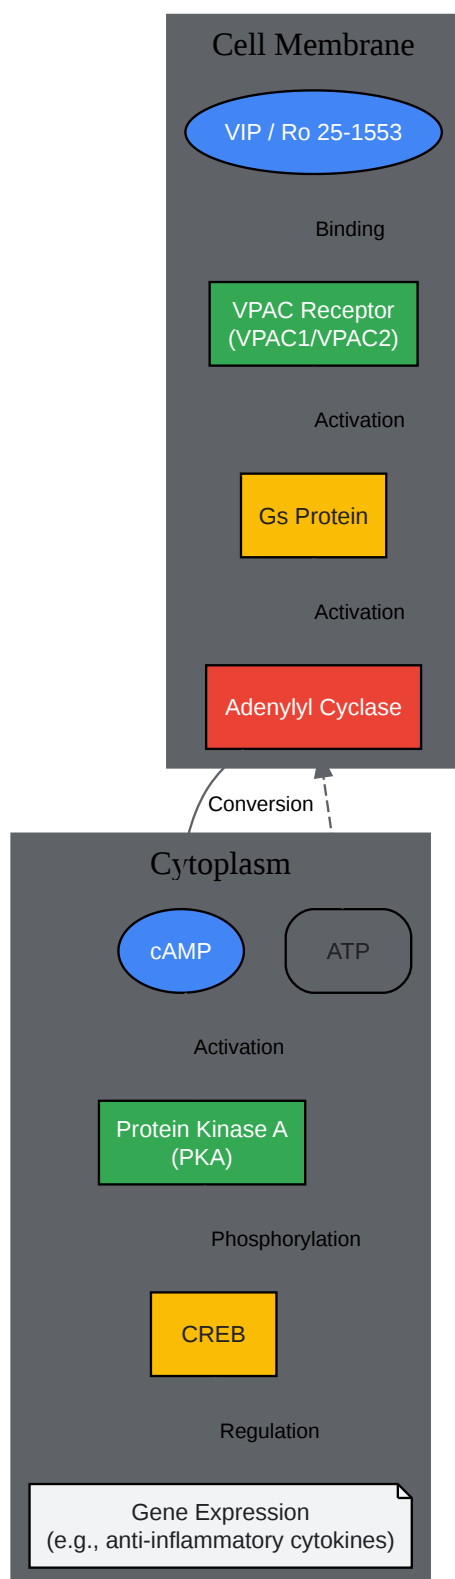 Cell Membrane
VIP / Ro 25-1553
Binding
VPAC Receptor
(VPAC1/VPAC2)
Activation
Gs Protein
Activation
Adenylyl Cyclase
Conversion
Cytoplasm
cAMP
ATP
Activation
Protein Kinase A
(PKA)
Phosphorylation
CREB
Regulation
Gene Expression
(e.g., anti-inflammatory cytokines)